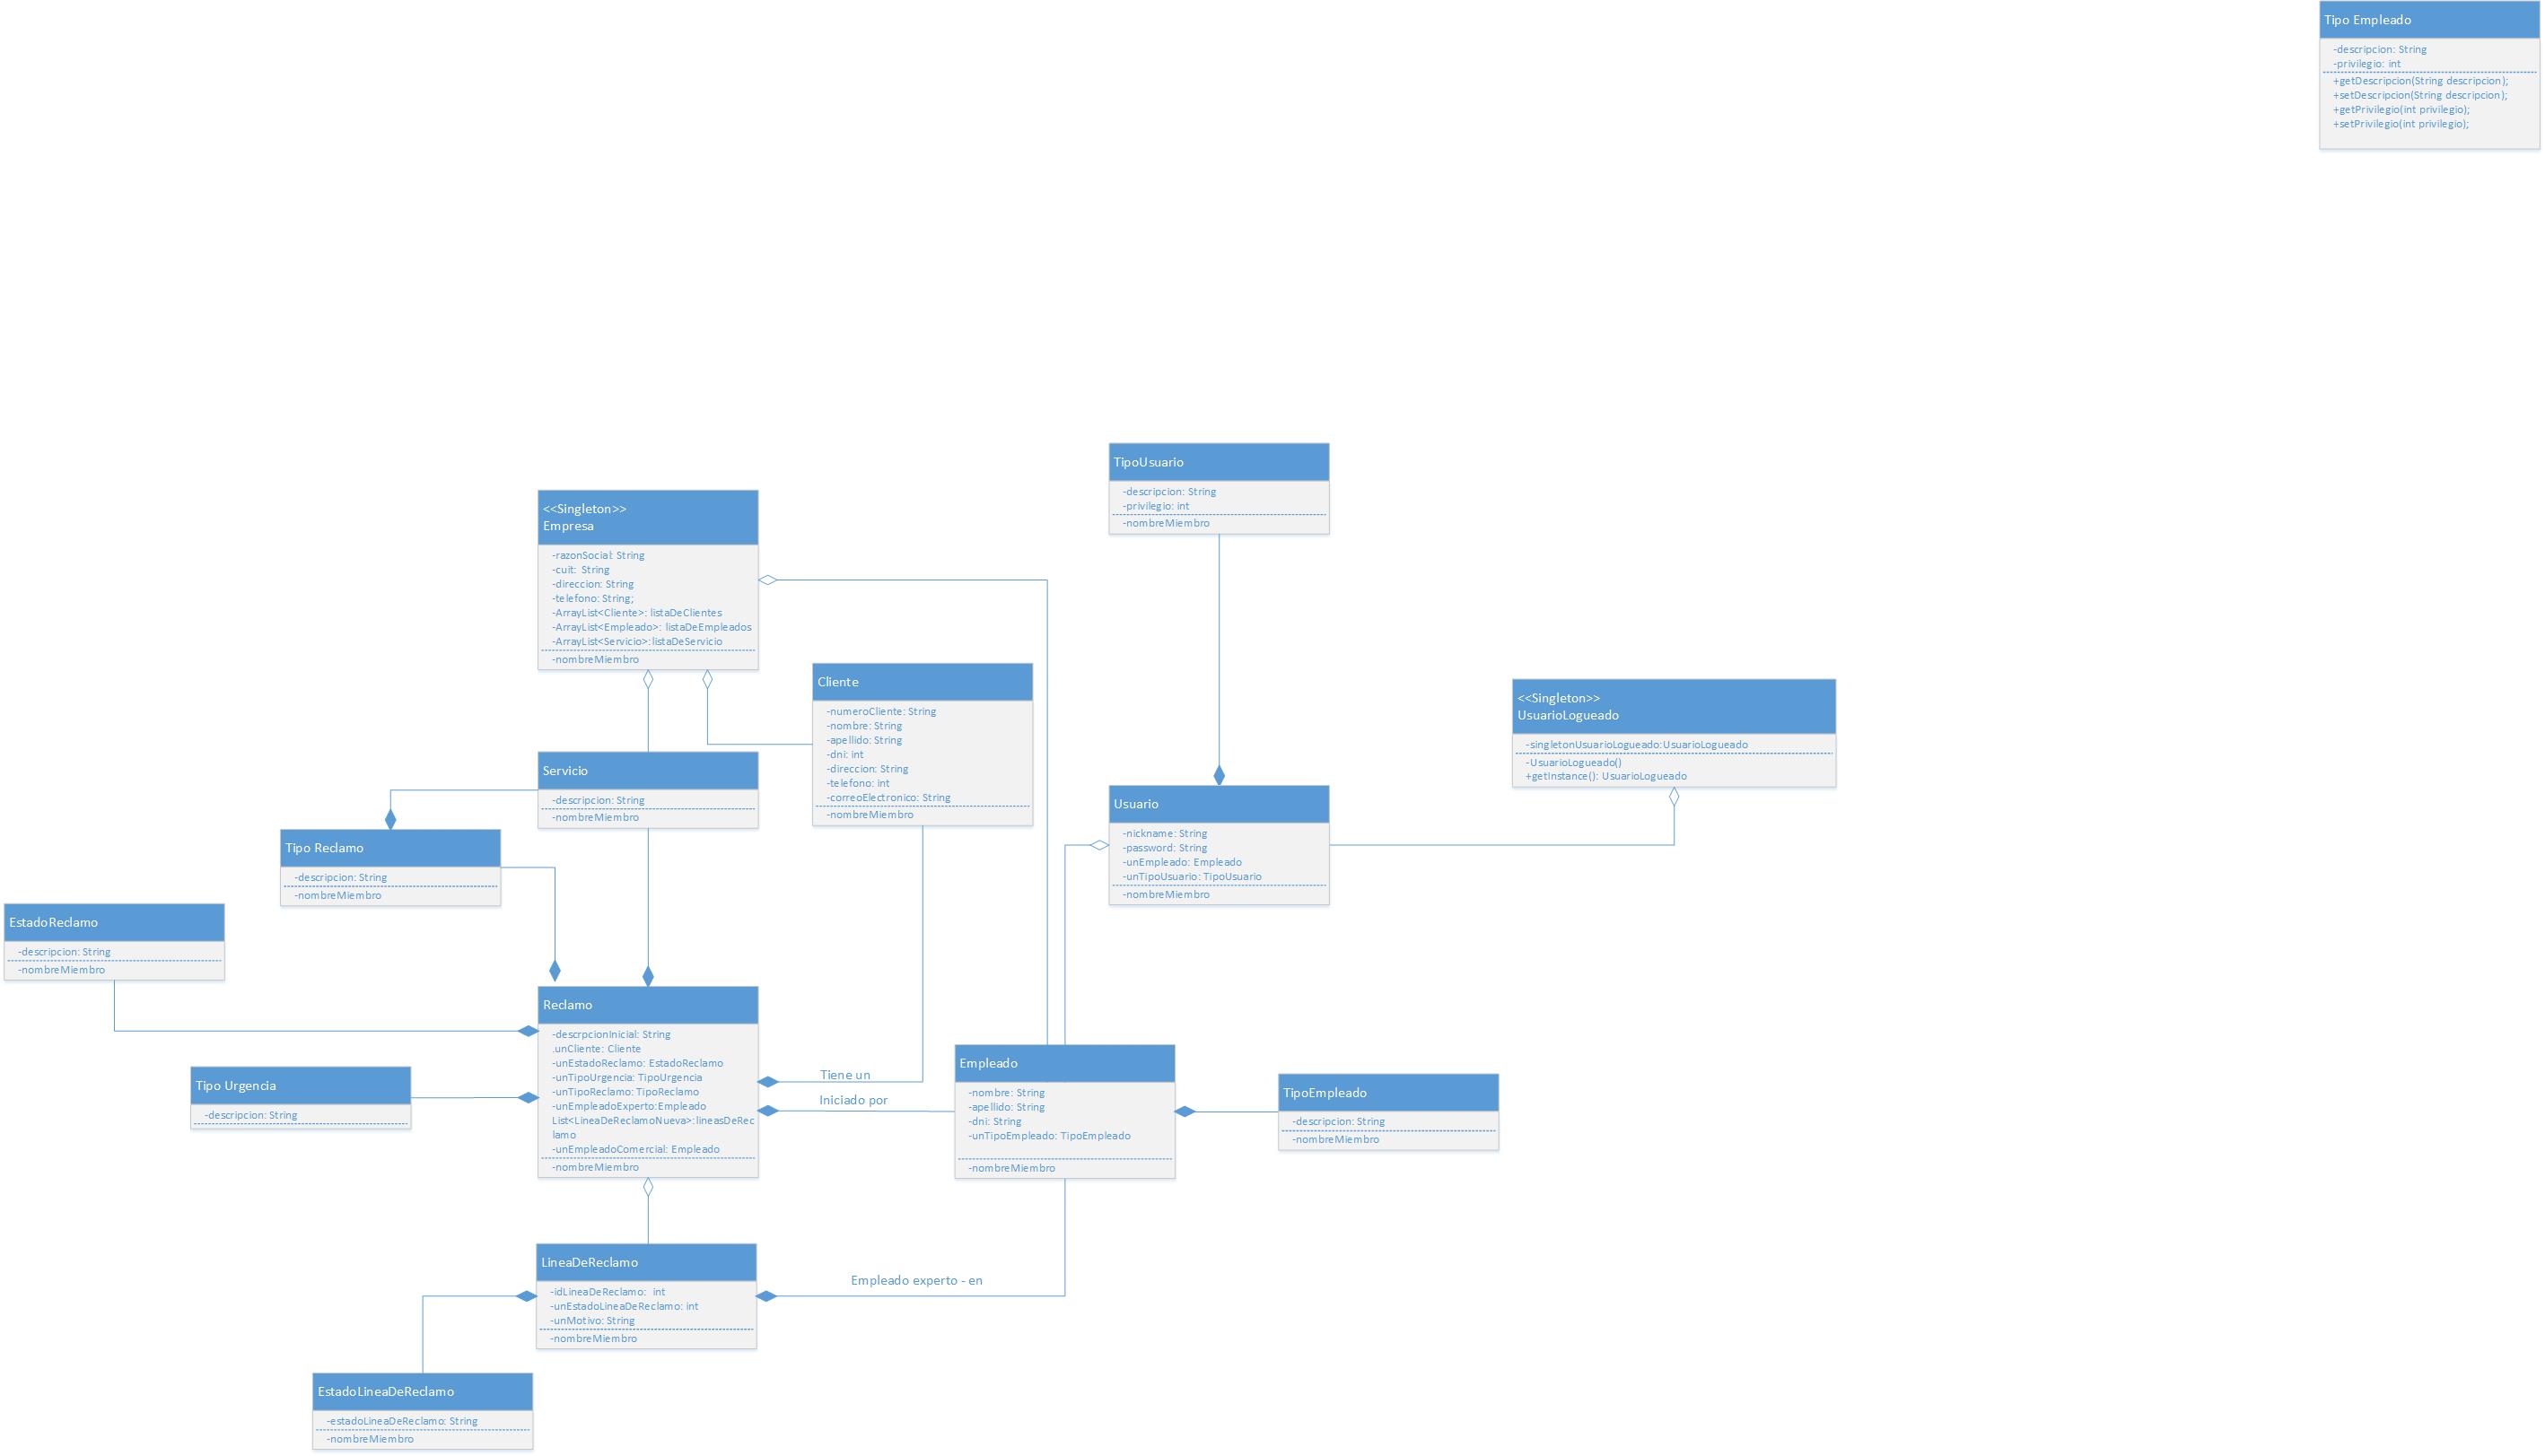 Tipo Empleado
-descripcion: String
-privilegio: int
+getDescripcion(String descripcion);
+setDescripcion(String descripcion);
+getPrivilegio(int privilegio);
+setPrivilegio(int privilegio);
TipoUsuario
-descripcion: String
-privilegio: int
-nombreMiembro
<<Singleton>>
Empresa
-razonSocial: String
-cuit:  String
-direccion: String
-telefono: String;
-ArrayList<Cliente>: listaDeClientes
-ArrayList<Empleado>: listaDeEmpleados
-ArrayList<Servicio>:listaDeServicio
-nombreMiembro
Cliente
-numeroCliente: String
-nombre: String
-apellido: String
-dni: int
-direccion: String
-telefono: int
-correoElectronico: String
-nombreMiembro
<<Singleton>>
UsuarioLogueado
-singletonUsuarioLogueado:UsuarioLogueado
-UsuarioLogueado()
+getInstance(): UsuarioLogueado
Servicio
-descripcion: String
-nombreMiembro
Usuario
-nickname: String
-password: String
-unEmpleado: Empleado
-unTipoUsuario: TipoUsuario
-nombreMiembro
Tipo Reclamo
-descripcion: String
-nombreMiembro
EstadoReclamo
-descripcion: String
-nombreMiembro
Reclamo
-descrpcionInicial: String
.unCliente: Cliente
-unEstadoReclamo: EstadoReclamo
-unTipoUrgencia: TipoUrgencia
-unTipoReclamo: TipoReclamo
-unEmpleadoExperto:Empleado
List<LineaDeReclamoNueva>:lineasDeRec
lamo
-unEmpleadoComercial: Empleado
-nombreMiembro
Tiene un
Iniciado por
Empleado
-nombre: String
-apellido: String
-dni: String
-unTipoEmpleado: TipoEmpleado
-nombreMiembro
TipoEmpleado
-descripcion: String
-nombreMiembro
Tipo Urgencia
-descripcion: String
LineaDeReclamo
-idLineaDeReclamo:  int
-unEstadoLineaDeReclamo: int
-unMotivo: String
-nombreMiembro
Empleado experto - en
EstadoLineaDeReclamo
-estadoLineaDeReclamo: String
-nombreMiembro